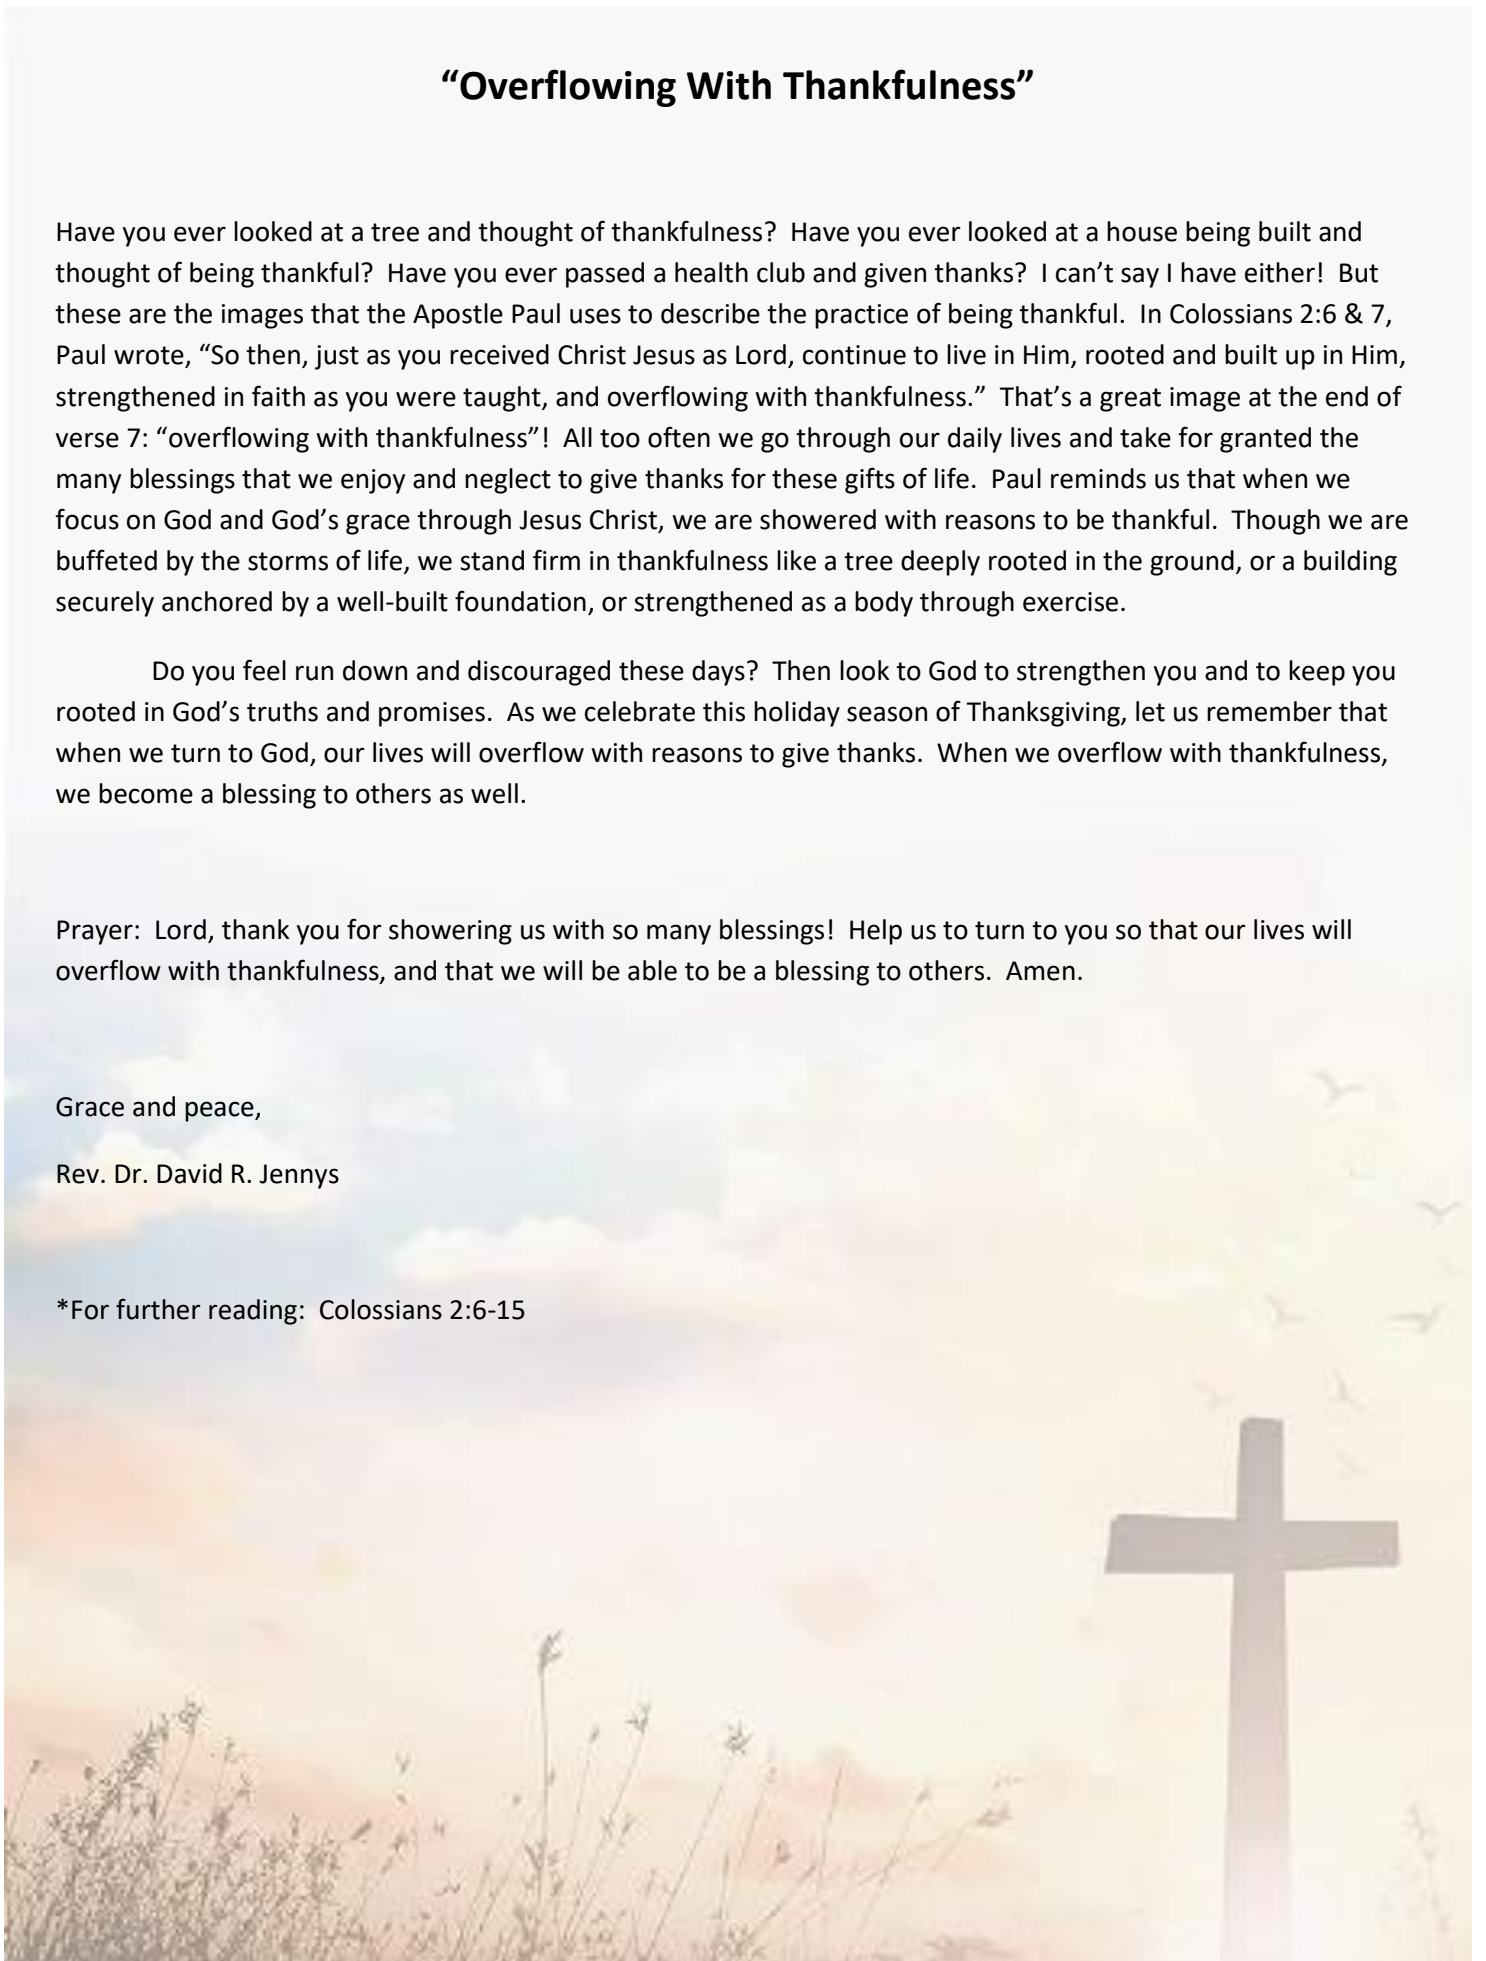 “Overflowing With Thankfulness”
Have you ever looked at a tree and thought of thankfulness?  Have you ever looked at a house being built and
thought of being thankful?  Have you ever passed a health club and given thanks?  I can’t say I have either!  But
these are the images that the Apostle Paul uses to describe the practice of being thankful.  In Colossians 2:6 & 7,
Paul wrote, “So then, just as you received Christ Jesus as Lord, continue to live in Him, rooted and built up in Him,
strengthened in faith as you were taught, and overflowing with thankfulness.”  That’s a great image at the end of
verse 7: “overflowing with thankfulness”!  All too often we go through our daily lives and take for granted the
many blessings that we enjoy and neglect to give thanks for these gifts of life.  Paul reminds us that when we
focus on God and God’s grace through Jesus Christ, we are showered with reasons to be thankful.  Though we are
buffeted by the storms of life, we stand firm in thankfulness like a tree deeply rooted in the ground, or a building
securely anchored by a well-built foundation, or strengthened as a body through exercise.
Do you feel run down and discouraged these days?  Then look to God to strengthen you and to keep you
rooted in God’s truths and promises.  As we celebrate this holiday season of Thanksgiving, let us remember that
when we turn to God, our lives will overflow with reasons to give thanks.  When we overflow with thankfulness,
we become a blessing to others as well.
Prayer:  Lord, thank you for showering us with so many blessings!  Help us to turn to you so that our lives will
overflow with thankfulness, and that we will be able to be a blessing to others.  Amen.
Grace and peace,
Rev. Dr. David R. Jennys
*For further reading:  Colossians 2:6-15